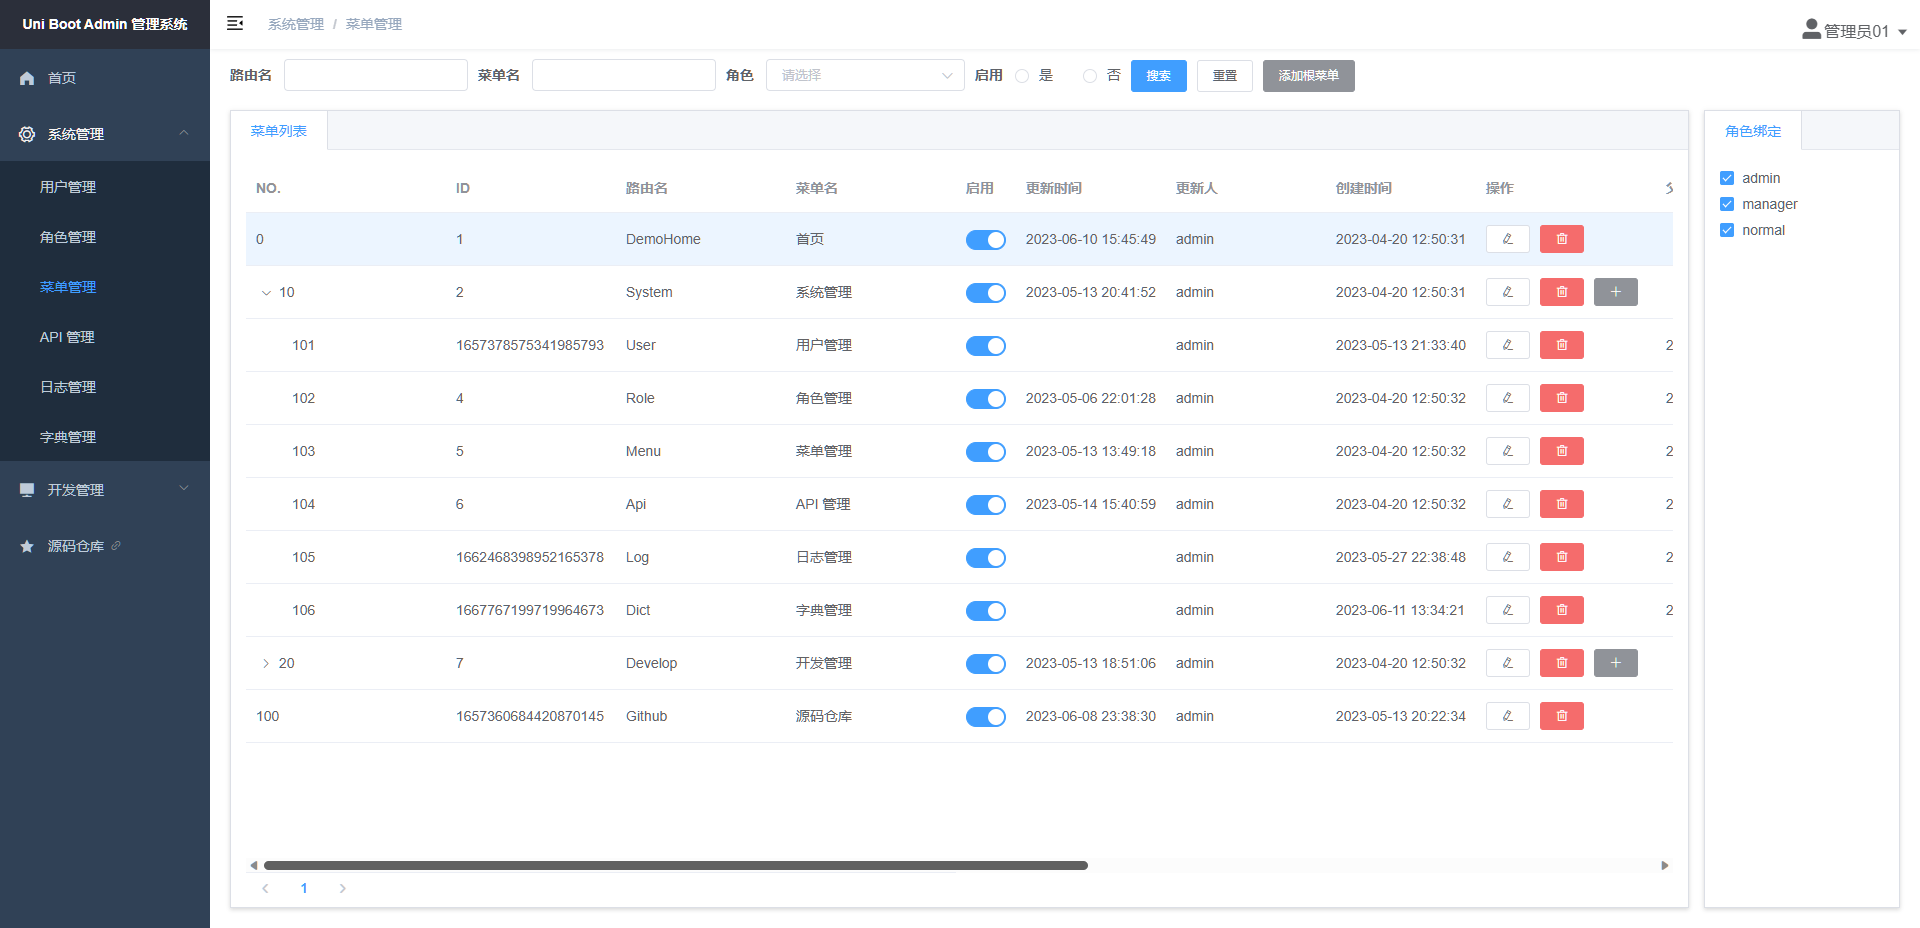 Uni Boot Admin 管理系统
系统管理 / 菜单管理
管理员01
首页
系统管理
用户管理
角色管理
菜单管理
API 管理
日志管理
字典管理
开发管理
源码仓库
路由名 菜单名 角色 请选择 启用 是 否 搜索 重置 添加根菜单
菜单列表
NO. ID 路由名 菜单名 启用 更新时间 更新人 创建时间 操作
0 1 DemoHome 首页 2023-06-10 15:45:49 admin 2023-04-20 12:50:31
10 2 System 系统管理 2023-05-13 20:41:52 admin 2023-04-20 12:50:31
101 1657378575341985793 User 用户管理 admin 2023-05-13 21:33:40 2
102 4 Role 角色管理 2023-05-06 22:01:28 admin 2023-04-20 12:50:32 2
103 5 Menu 菜单管理 2023-05-13 13:49:18 admin 2023-04-20 12:50:32 2
104 6 Api API 管理 2023-05-14 15:40:59 admin 2023-04-20 12:50:32 2
105 1662468398952165378 Log 日志管理 admin 2023-05-27 22:38:48 2
106 1667767199719964673 Dict 字典管理 admin 2023-06-11 13:34:21 2
20 7 Develop 开发管理 2023-05-13 18:51:06 admin 2023-04-20 12:50:32
100 1657360684420870145 Github 源码仓库 2023-06-08 23:38:30 admin 2023-05-13 20:22:34
1
角色绑定
admin
manager
normal